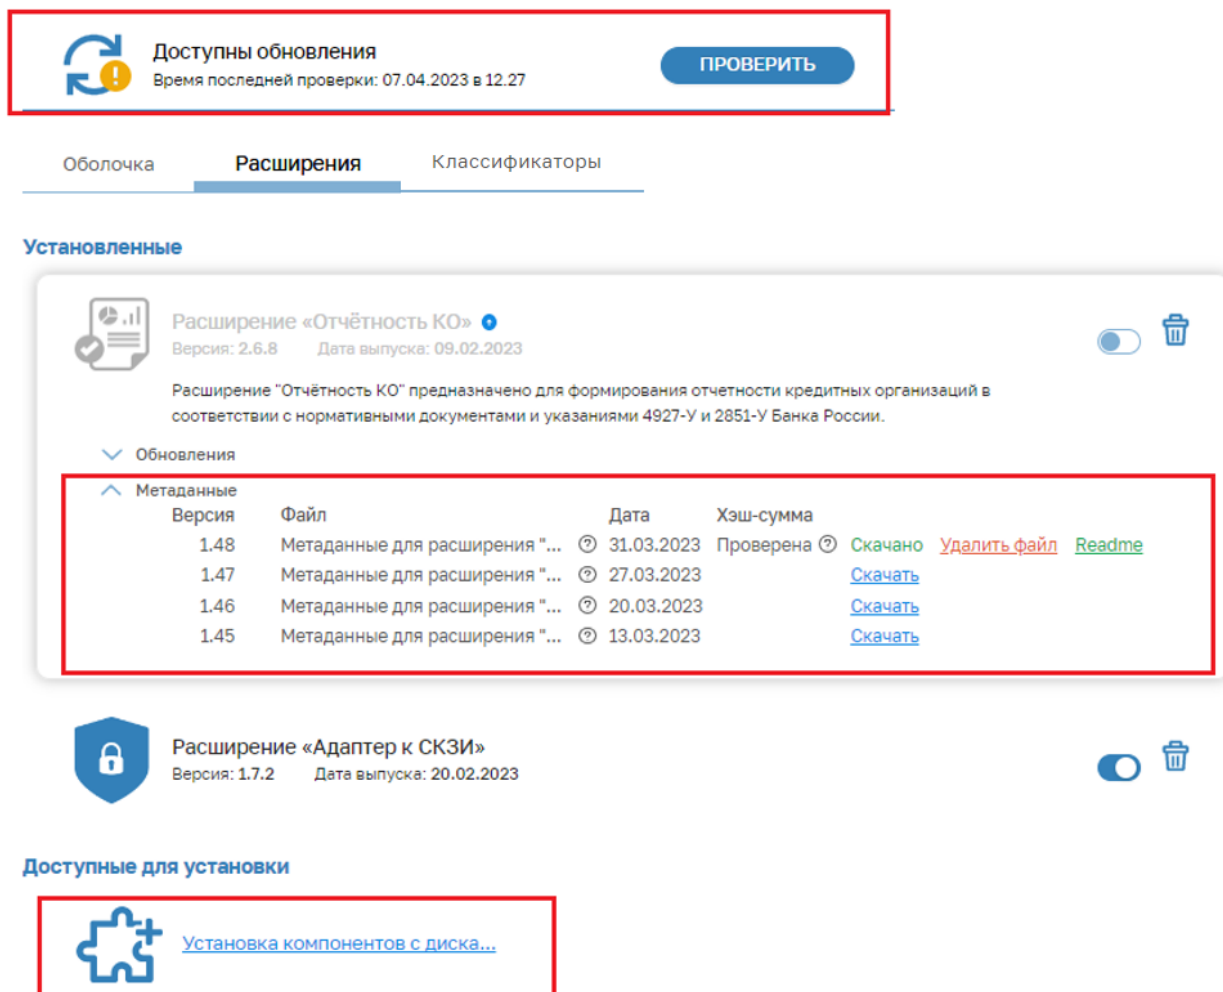 Доступны обновления
Время последней проверки: 07.04.2023 в 12.27
ПРОВЕРИТЬ
Оболочка Расширения Классификаторы
Установленные
Расширение «Отчётность КО»
Версия: 2.6.8 Дата выпуска: 09.02.2023
Расширение "Отчётность КО" предназначено для формирования отчетности кредитных организаций в
соответствии с нормативными документами и указаниями 4927-У и 2851-У Банка России.
Обновления
Метаданные
Версия Файл Дата Хэш-сумма
1.48 Метаданные для расширения "... ? 31.03.2023 Проверена ? Скачано Удалить файл Readme
1.47 Метаданные для расширения "... ? 27.03.2023 Скачать
1.46 Метаданные для расширения "... ? 20.03.2023 Скачать
1.45 Метаданные для расширения "... ? 13.03.2023 Скачать
Расширение «Адаптер к СКЗИ»
Версия: 1.7.2 Дата выпуска: 20.02.2023
Доступные для установки
Установка компонентов с диска...